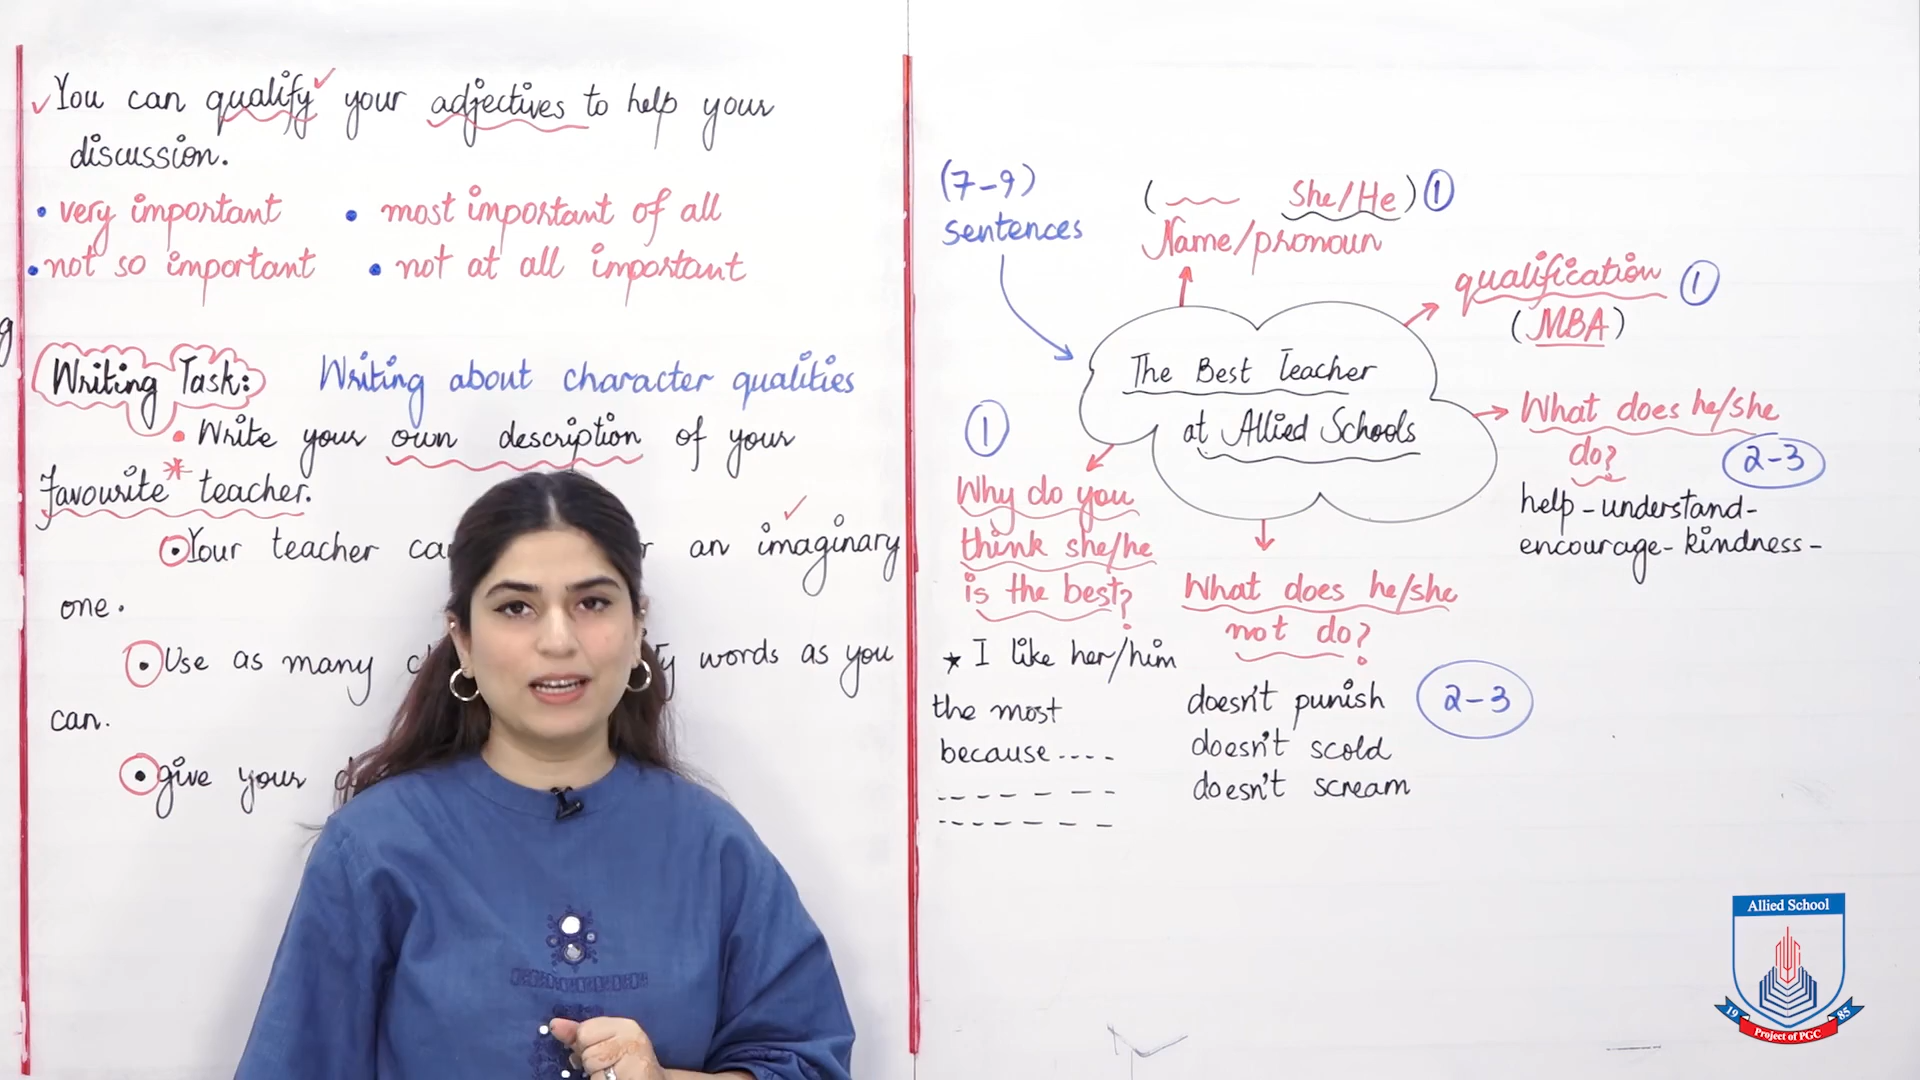 You can qualify your adjectives to help your
discussion.
• very important • most important of all
• not so important • not at all important
Writing Task: Writing about character qualities
• Write your own description of your
favourite* teacher.
• Your teacher can an imaginary
one.
• Use as many words as you
can.
• give your
(7-9)
sentences
( She/He) 1
Name/pronoun
qualification 1
(MBA)
The Best Teacher
at Allied Schools
What does he/she
do? 2-3
help - understand -
encourage - kindness -
1
Why do you
think she/he
is the best?
★ I like her/him
the most
because ----
What does he/she
not do?
doesn't punish 2-3
doesn't scold
doesn't scream
Allied School
19 85
Project of PGC